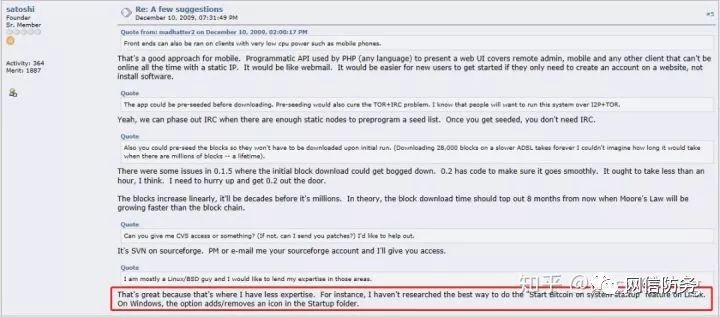 satoshi
Founder
Sr. Member
Activity: 364
Merit: 1887
Re: A few suggestions
December 10, 2009, 07:31:49 PM
#5
Quote from: madhatter2 on December 10, 2009, 02:00:17 PM
Front ends can also be ran on clients with very low cpu power such as mobile phones.
That's a good approach for mobile. Programmatic API used by PHP (any language) to present a web UI covers remote admin, mobile and any other client that can't be
online all the time with a static IP. It would be like webmail. It would be easier for new users to get started if they only need to create an account on a website, not
install software.
Quote
The app could be pre-seeded before downloading. Pre-seeding would also cure the TOR+IRC problem. I know that people will want to run this system over I2P+TOR.
Yeah, we can phase out IRC when there are enough static nodes to preprogram a seed list. Once you get seeded, you don't need IRC.
Quote
Also you could pre-seed the blocks so they won't have to be downloaded upon initial run. (Downloading 28,000 blocks on a slower ADSL takes forever I couldn't imagine how long it would take
when there are millions of blocks -- a lifetime).
There were some issues in 0.1.5 where the initial block download could get bogged down. 0.2 has code to make sure it goes smoothly. It ought to take less than an
hour, I think. I need to hurry up and get 0.2 out the door.
The blocks increase linearly, it'll be decades before it's millions. In theory, the block download time should top out 8 months from now when Moore's Law will be
growing faster than the block chain.
Quote
Can you give me CVS access or something? (If not, can I send you patches?) I'd like to help out.
It's SVN on sourceforge. PM or e-mail me your sourceforge account and I'll give you access.
Quote
I am mostly a Linux/BSD guy and I would like to lend my expertise in those areas.
That's great because that's where I have less expertise. For instance, I haven't researched the best way to do the "Start Bitcoin on system startup" feature on Linux.
On Windows, the option adds/removes an icon in the Startup folder.
知乎 @网信防务